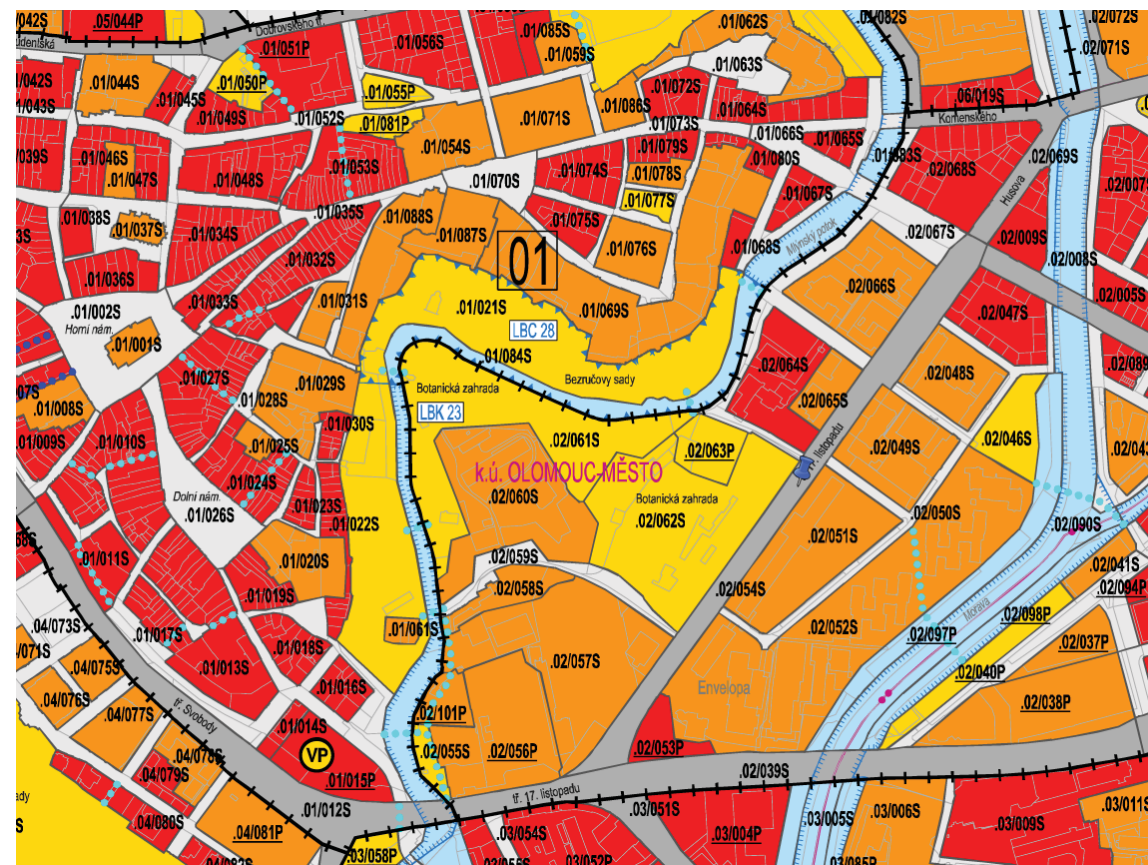 .05/044P
Dobrovského tř.
.01/051P
.01/056S
.01/085S
.01/059S
.01/062S
.01/063S
.02/072S
.02/071S
.01/044S
.01/045S
.01/050P
.01/049S
.01/052S
.01/055P
.01/081P
.01/071S
.01/086S
.01/072S
.01/073S
.01/064S
.01/066S
.01/065S
06/019S
Komenského
.01/046S
.01/047S
.01/048S
.01/053S
.01/054S
.01/070S
.01/074S
.01/079S
.01/078S
.01/077S
.01/080S
.01/067S
.02/068S
.02/069S
Husova
.01/038S
.01/037S
.01/034S
.01/035S
.01/088S
.01/087S
.01/075S
.01/076S
.01/068S
Mlýnský potok
.02/067S
.02/009S
.02/008S
.01/036S
.01/032S
01
.01/033S
.01/031S
.01/021S
.01/069S
.02/066S
.02/047S
.02/005S
.01/002S
Horní nám.
.01/001S
LBC 28
.01/084S
Bezručovy sady
.02/064S
.02/065S
.02/048S
.01/027S
.01/028S
.01/029S
Botanická zahrada
LBK 23
.01/008S
.01/009S
.01/010S
.01/025S
.01/030S
.02/061S
.02/063P
17. listopadu
.02/049S
.02/046S
k.ú. OLOMOUC-MĚSTO
.01/024S
Dolní nám.
.01/026S
.01/023S
.01/022S
.02/060S
Botanická zahrada
.02/062S
.02/050S
.02/090S
.01/011S
.01/020S
.02/059S
.02/051S
.02/041S
.02/094P
.01/019S
.02/058S
.02/054S
Morava
.02/098P
.04/073S
.01/017S
.01/061S
.02/052S
.02/097P
.02/037P
.04/075S
.01/018S
.01/013S
.02/057S
.02/040P
.04/076S
.04/077S
tř. Svobody
.01/016S
Envelopa
.02/038P
.01/014S
.02/101P
VP
.02/055S
.02/056P
.02/053P
.04/079S
.01/015P
.02/039S
tř. 17. listopadu
.01/012S
.04/080S
.04/081P
.03/054S
.03/051S
.03/004P
.03/005S
.03/006S
.03/009S
.03/058P
.03/052P